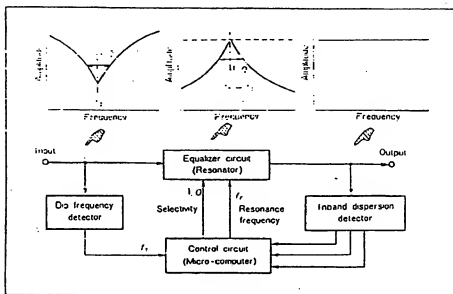 Amplitude
Amplitude
Amplitude
Frequency
Frequency
Frequency
Input
Output
Equalizer circuit
(Resonator)
Dip frequency
detector
Selectivity
Resonance
frequency
Inband dispersion
detector
Control circuit
(Micro-computer)